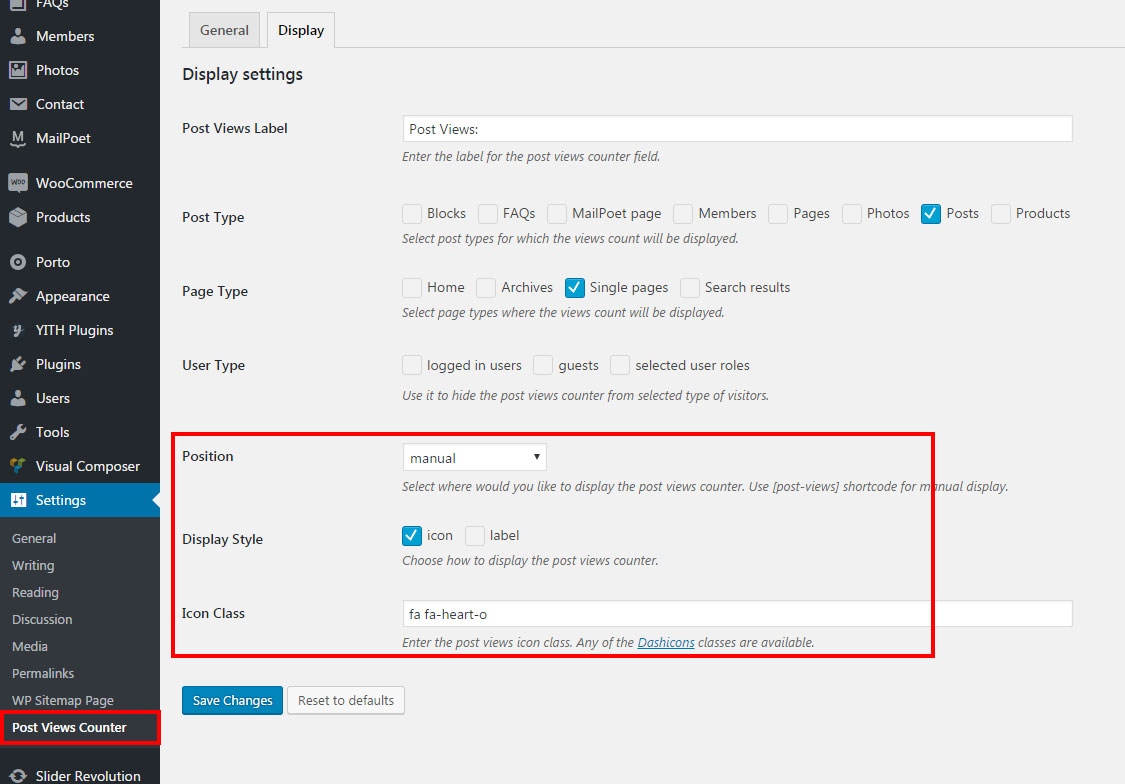 FAQs
Members
Photos
Contact
MailPoet
WooCommerce
Products
Porto
Appearance
YITH Plugins
Plugins
Users
Tools
Visual Composer
Settings
General
Writing
Reading
Discussion
Media
Permalinks
WP Sitemap Page
Post Views Counter
Slider Revolution
General Display
Display settings
Post Views Label Post Views:
Enter the label for the post views counter field.
Post Type Blocks FAQs MailPoet page Members Pages Photos Posts Products
Select post types for which the views count will be displayed.
Page Type Home Archives Single pages Search results
Select page types where the views count will be displayed.
User Type logged in users guests selected user roles
Use it to hide the post views counter from selected type of visitors.
Position manual
Select where would you like to display the post views counter. Use [post-views] shortcode for manual display.
Display Style icon label
Choose how to display the post views counter.
Icon Class fa fa-heart-o
Enter the post views icon class. Any of the Dashicons classes are available.
Save Changes Reset to defaults